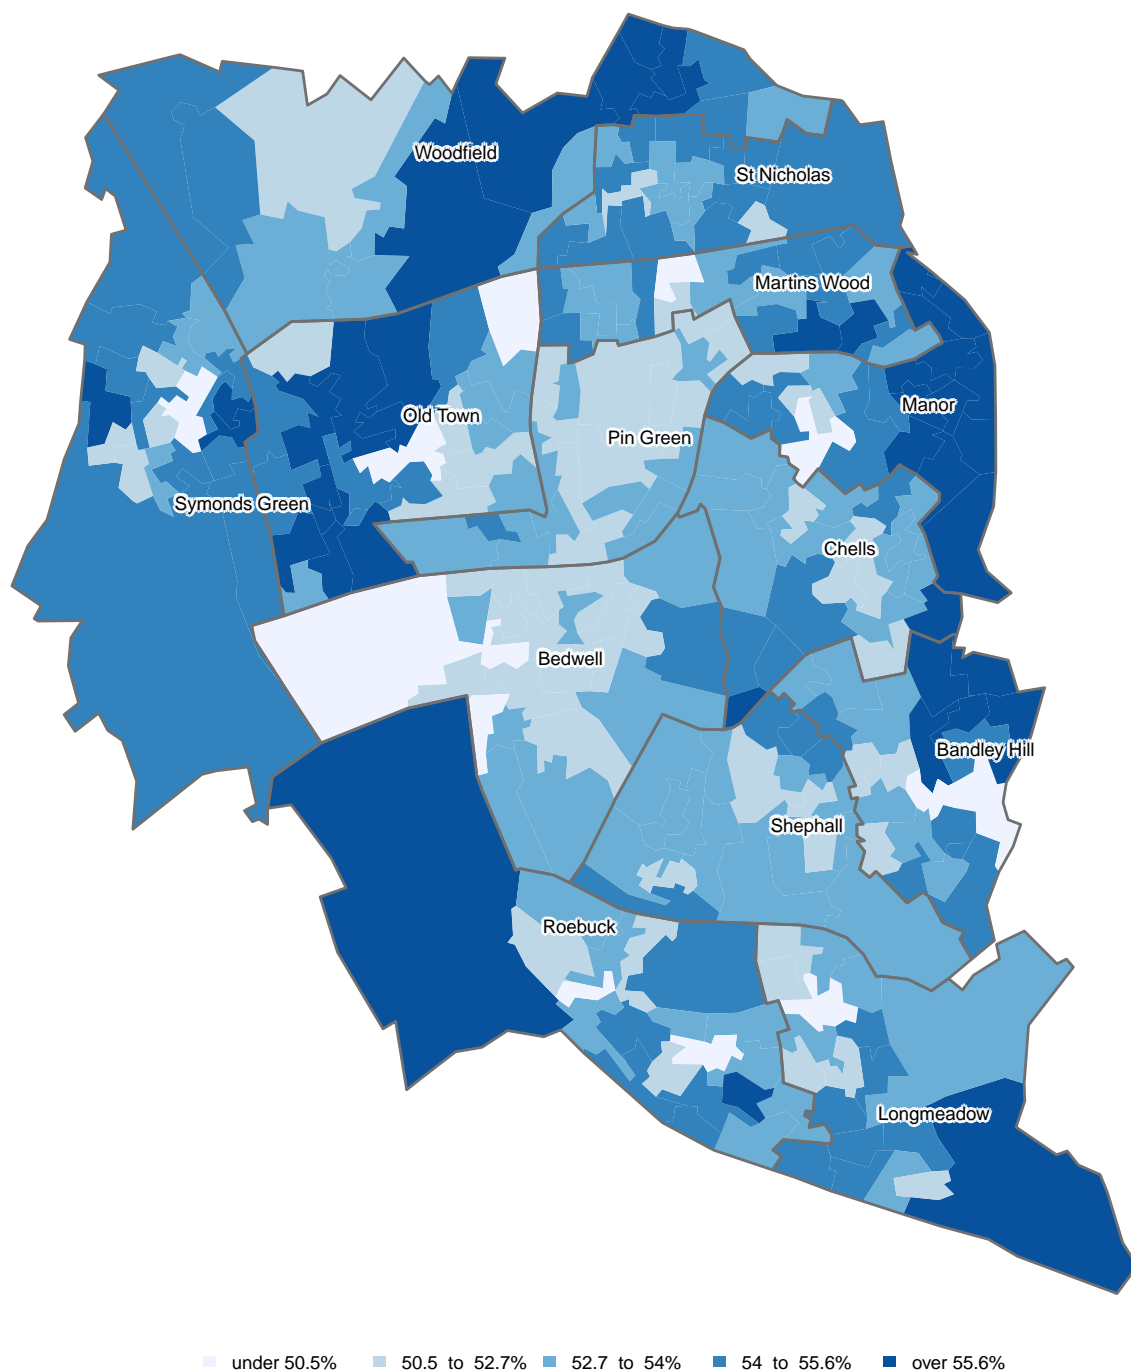 Woodfield
St Nicholas
Martins Wood
Manor
Old Town
Pin Green
Symonds Green
Chells
Bedwell
Bandley Hill
Shephall
Roebuck
Longmeadow
under 50.5% 50.5 to 52.7% 52.7 to 54% 54 to 55.6% over 55.6%